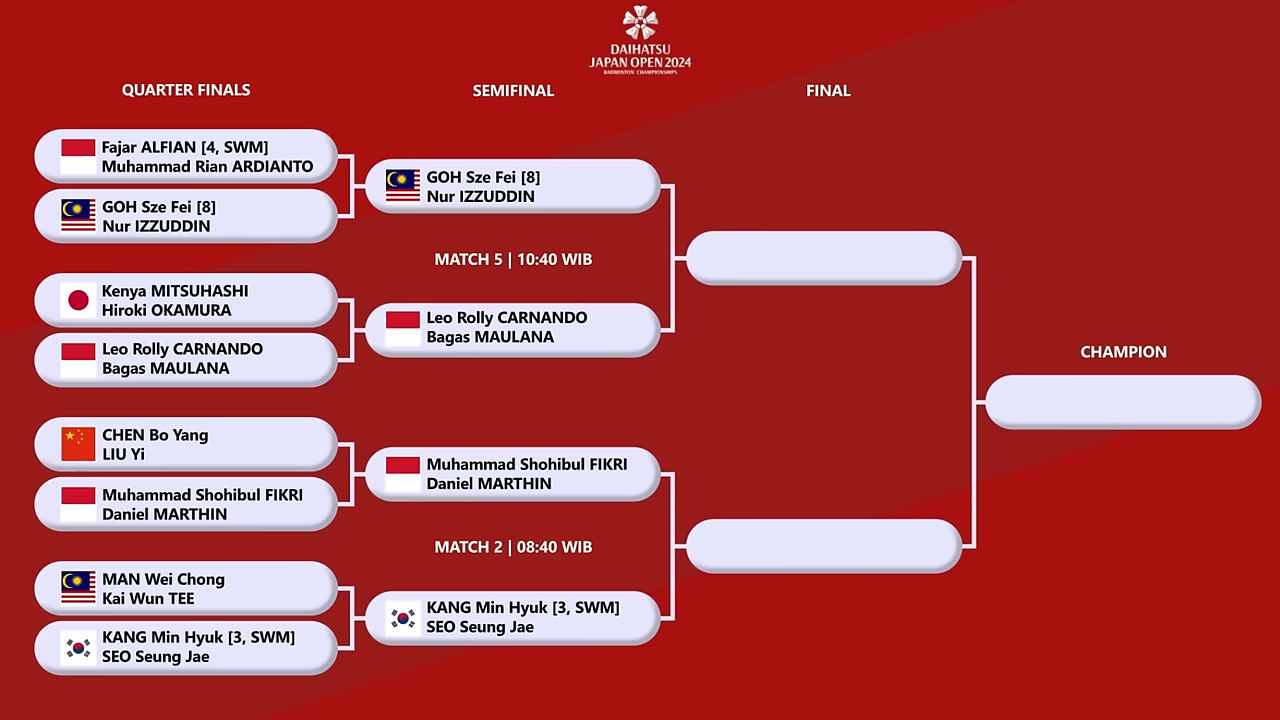 DAIHATSU
JAPAN OPEN 2024
BADMINTON CHAMPIONSHIPS
QUARTER FINALS
SEMIFINAL
FINAL
Fajar ALFIAN [4, SWM]
Muhammad Rian ARDIANTO
GOH Sze Fei [8]
Nur IZZUDDIN
Kenya MITSUHASHI
Hiroki OKAMURA
Leo Rolly CARNANDO
Bagas MAULANA
CHEN Bo Yang
LIU Yi
Muhammad Shohibul FIKRI
Daniel MARTHIN
MAN Wei Chong
Kai Wun TEE
KANG Min Hyuk [3, SWM]
SEO Seung Jae
GOH Sze Fei [8]
Nur IZZUDDIN
MATCH 5 | 10:40 WIB
Leo Rolly CARNANDO
Bagas MAULANA
Muhammad Shohibul FIKRI
Daniel MARTHIN
MATCH 2 | 08:40 WIB
KANG Min Hyuk [3, SWM]
SEO Seung Jae
CHAMPION